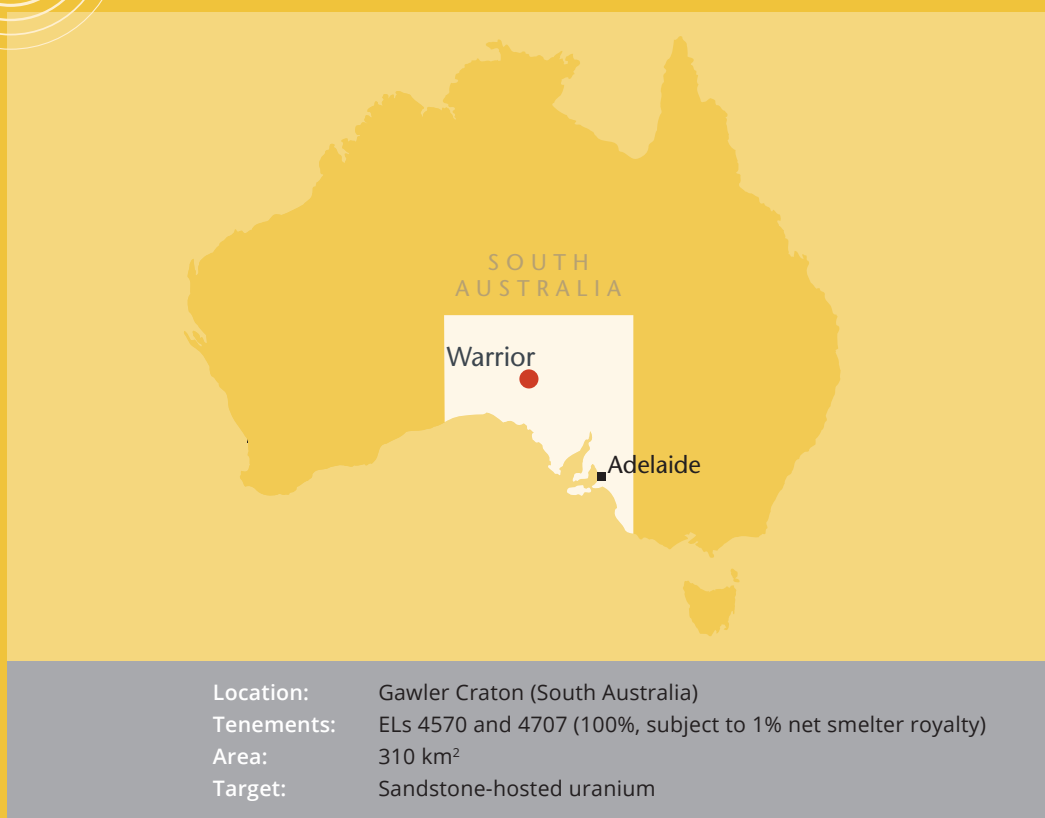 SOUTH
AUSTRALIA
Warrior
Adelaide
Location: Gawler Craton (South Australia)
Tenements: ELs 4570 and 4707 (100%, subject to 1% net smelter royalty)
Area: 310 km²
Target: Sandstone-hosted uranium